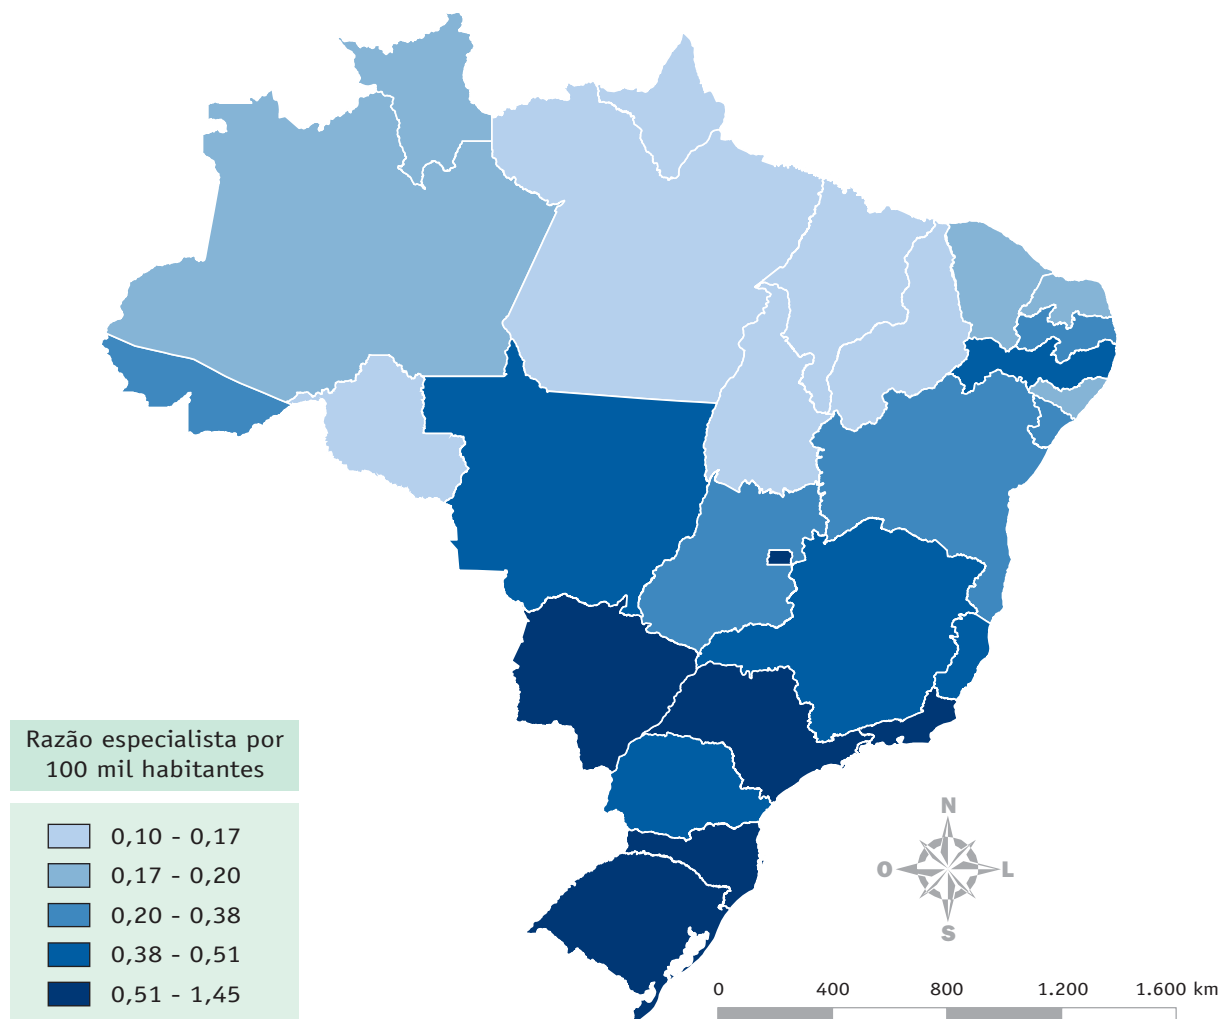 Razão especialista por
100 mil habitantes
0,10 - 0,17
0,17 - 0,20
0,20 - 0,38
0,38 - 0,51
0,51 - 1,45
N
O L
S
0 400 800 1.200 1.600 km